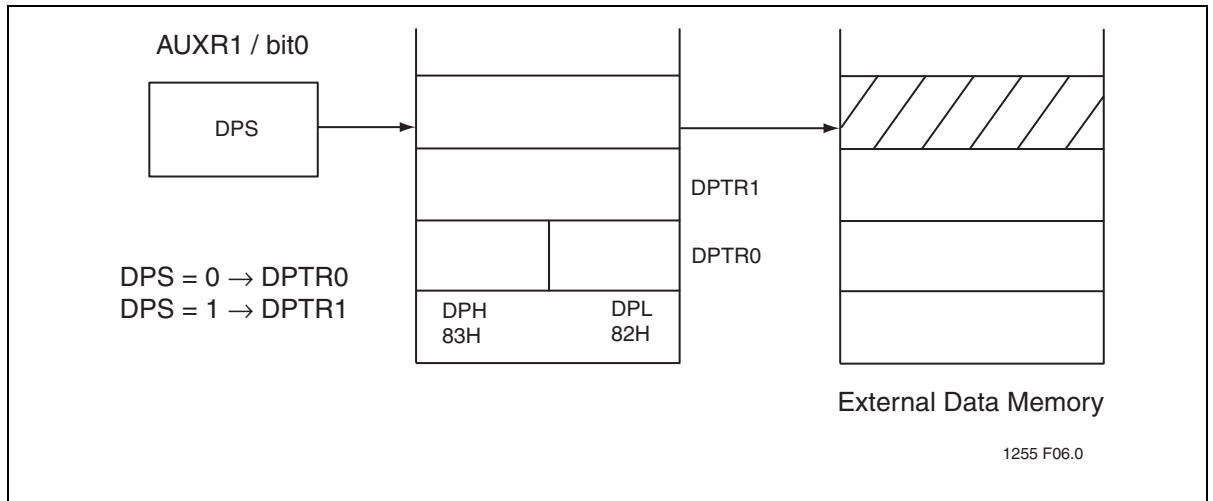 AUXR1 / bit0
DPS
DPTR1
DPTR0
DPS = 0 → DPTR0
DPS = 1 → DPTR1
DPH DPL
83H 82H
External Data Memory
1255 F06.0